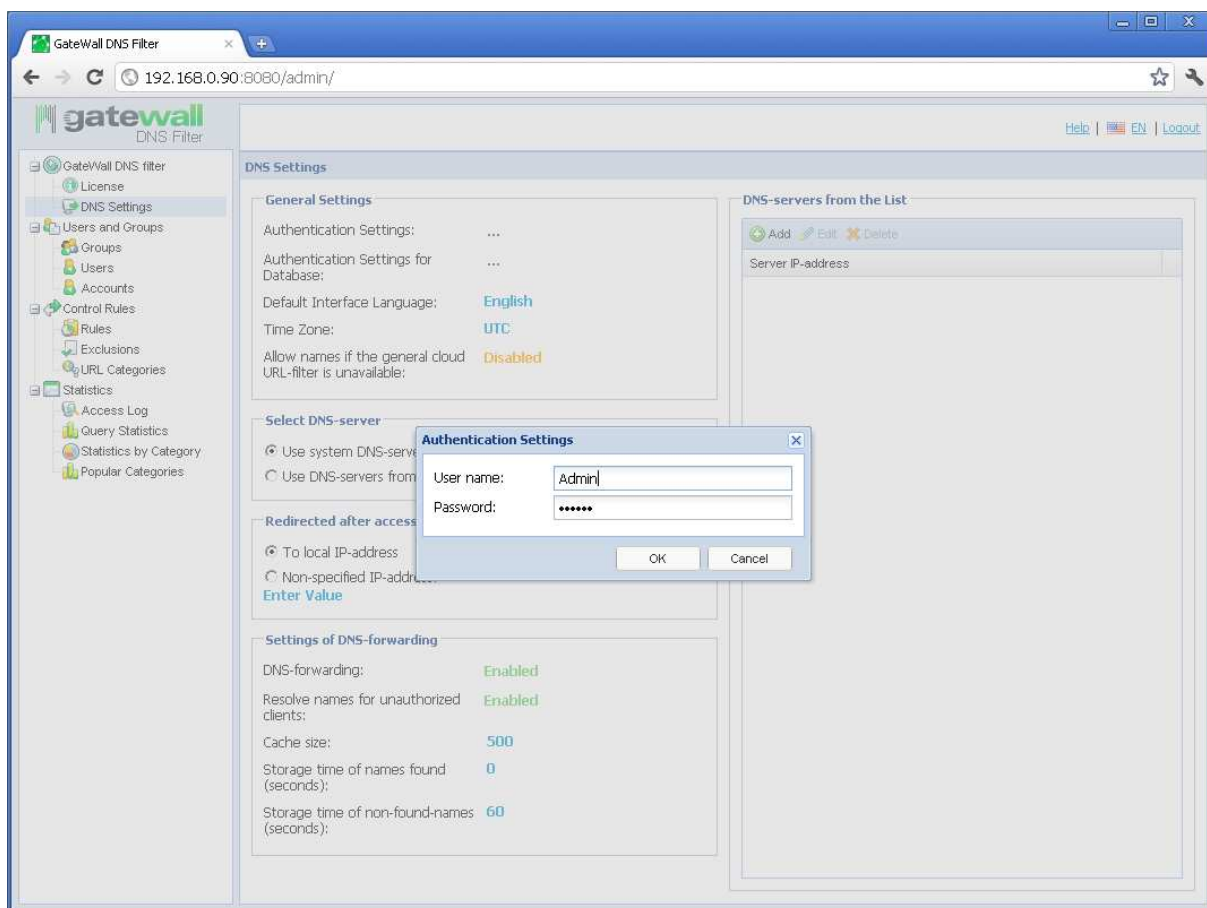 GateWall DNS Filter
192.168.0.90:8080/admin/
gatewall
DNS Filter
Help | EN | Logout
GateWall DNS filter
License
DNS Settings
Users and Groups
Groups
Users
Accounts
Control Rules
Rules
Exclusions
URL Categories
Statistics
Access Log
Query Statistics
Statistics by Category
Popular Categories
DNS Settings
General Settings
Authentication Settings: ...
Authentication Settings for
Database: ...
Default Interface Language: English
Time Zone: UTC
Allow names if the general cloud
URL-filter is unavailable: Disabled
Select DNS-server
Use system DNS-serve
Use DNS-servers from
Redirected after access
To local IP-address
Non-specified IP-address:
Enter Value
Settings of DNS-forwarding
DNS-forwarding: Enabled
Resolve names for unauthorized
clients: Enabled
Cache size: 500
Storage time of names found
(seconds): 0
Storage time of non-found-names
(seconds): 60
DNS-servers from the List
Add Edit Delete
Server IP-address
Authentication Settings
User name: Admin
Password: ••••••
OK Cancel